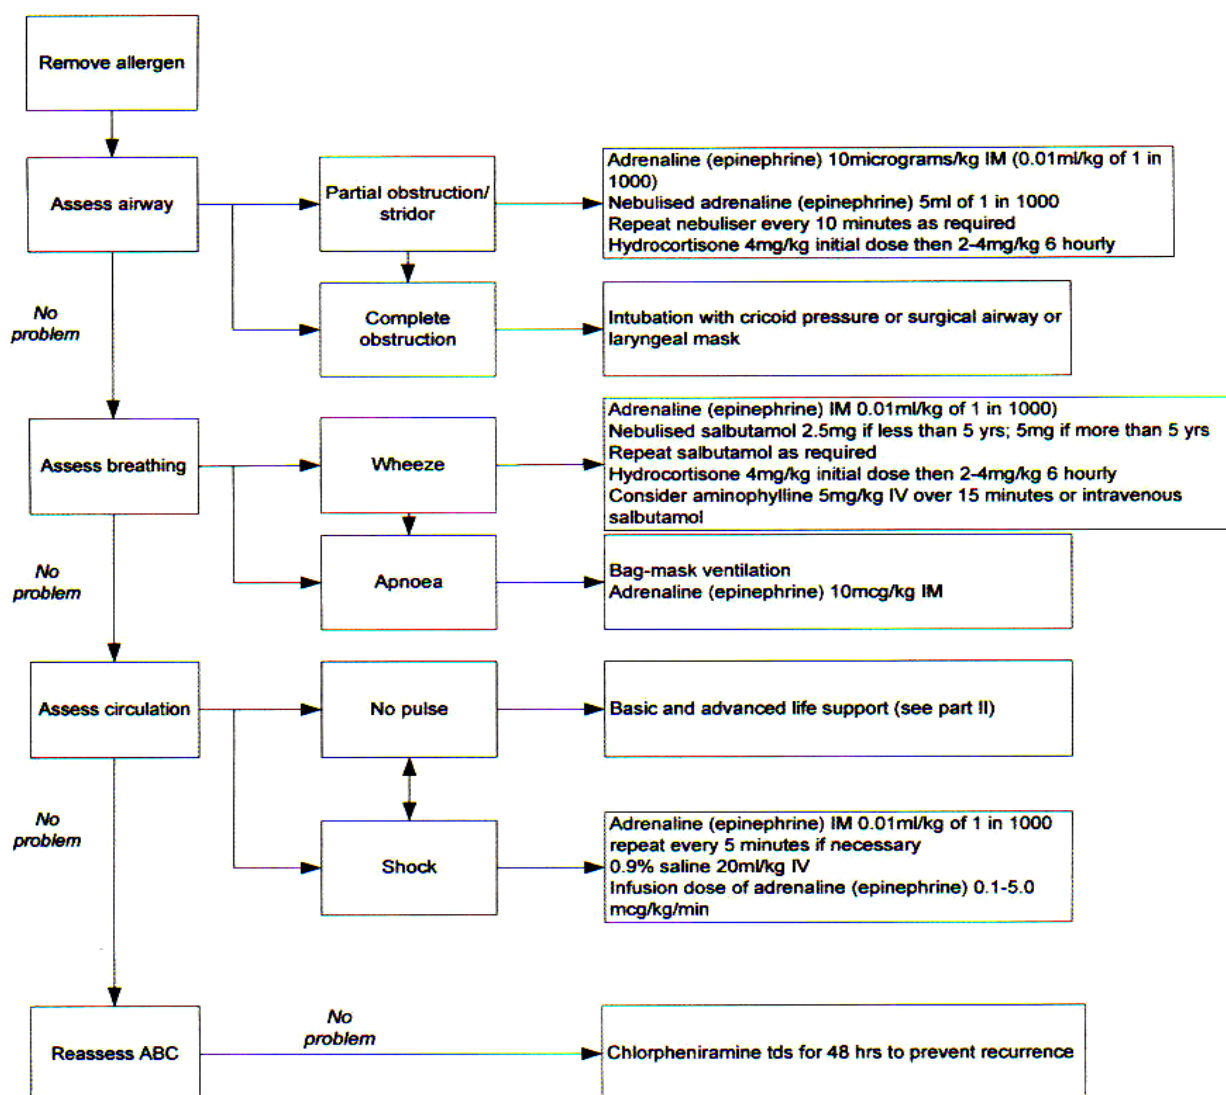 Remove allergen
Assess airway
Partial obstruction/
stridor
Adrenaline (epinephrine) 10micrograms/kg IM (0.01ml/kg of 1 in
1000)
Nebulised adrenaline (epinephrine) 5ml of 1 in 1000
Repeat nebuliser every 10 minutes as required
Hydrocortisone 4mg/kg initial dose then 2-4mg/kg 6 hourly
No
problem
Complete
obstruction
Intubation with cricoid pressure or surgical airway or
laryngeal mask
Assess breathing
Wheeze
Adrenaline (epinephrine) IM 0.01ml/kg of 1 in 1000)
Nebulised salbutamol 2.5mg if less than 5 yrs; 5mg if more than 5 yrs
Repeat salbutamol as required
Hydrocortisone 4mg/kg initial dose then 2-4mg/kg 6 hourly
Consider aminophylline 5mg/kg IV over 15 minutes or intravenous
salbutamol
No
problem
Apnoea
Bag-mask ventilation
Adrenaline (epinephrine) 10mcg/kg IM
Assess circulation
No pulse
Basic and advanced life support (see part II)
No
problem
Shock
Adrenaline (epinephrine) IM 0.01ml/kg of 1 in 1000
repeat every 5 minutes if necessary
0.9% saline 20ml/kg IV
Infusion dose of adrenaline (epinephrine) 0.1-5.0
mcg/kg/min
Reassess ABC
No
problem
Chlorpheniramine tds for 48 hrs to prevent recurrence